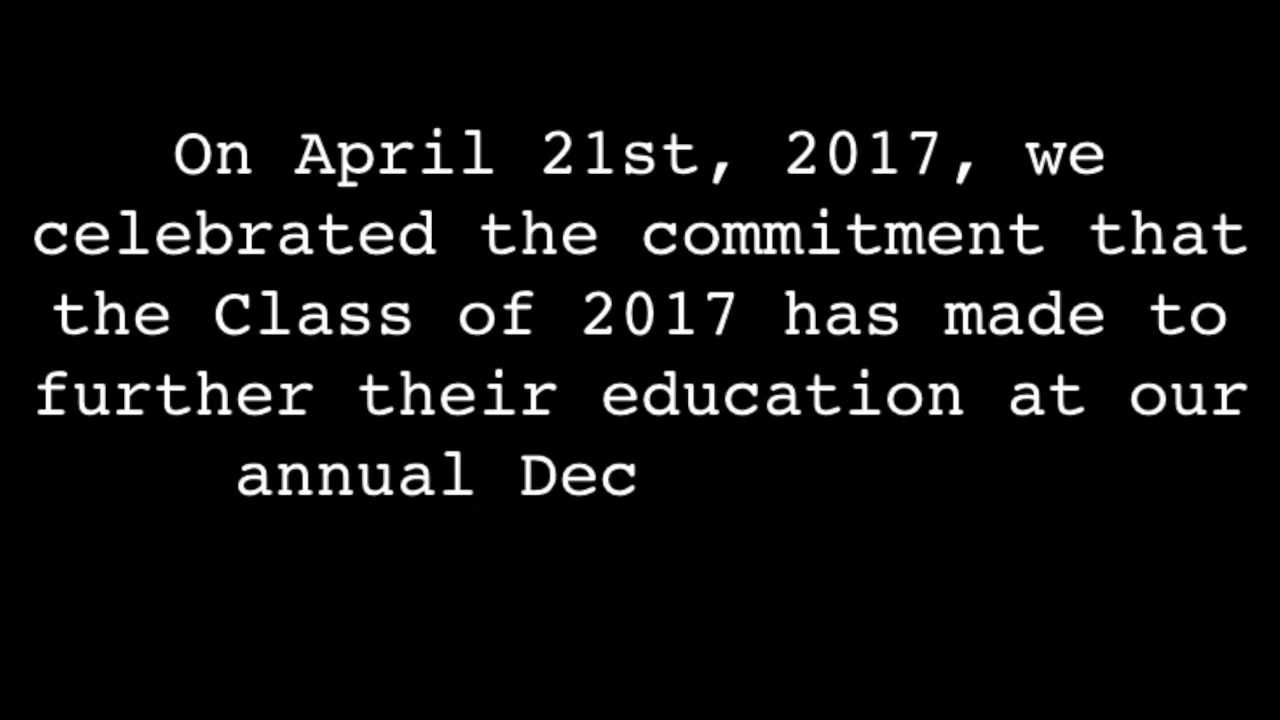 On April 21st, 2017, we
celebrated the commitment that
the Class of 2017 has made to
further their education at our
annual Dec